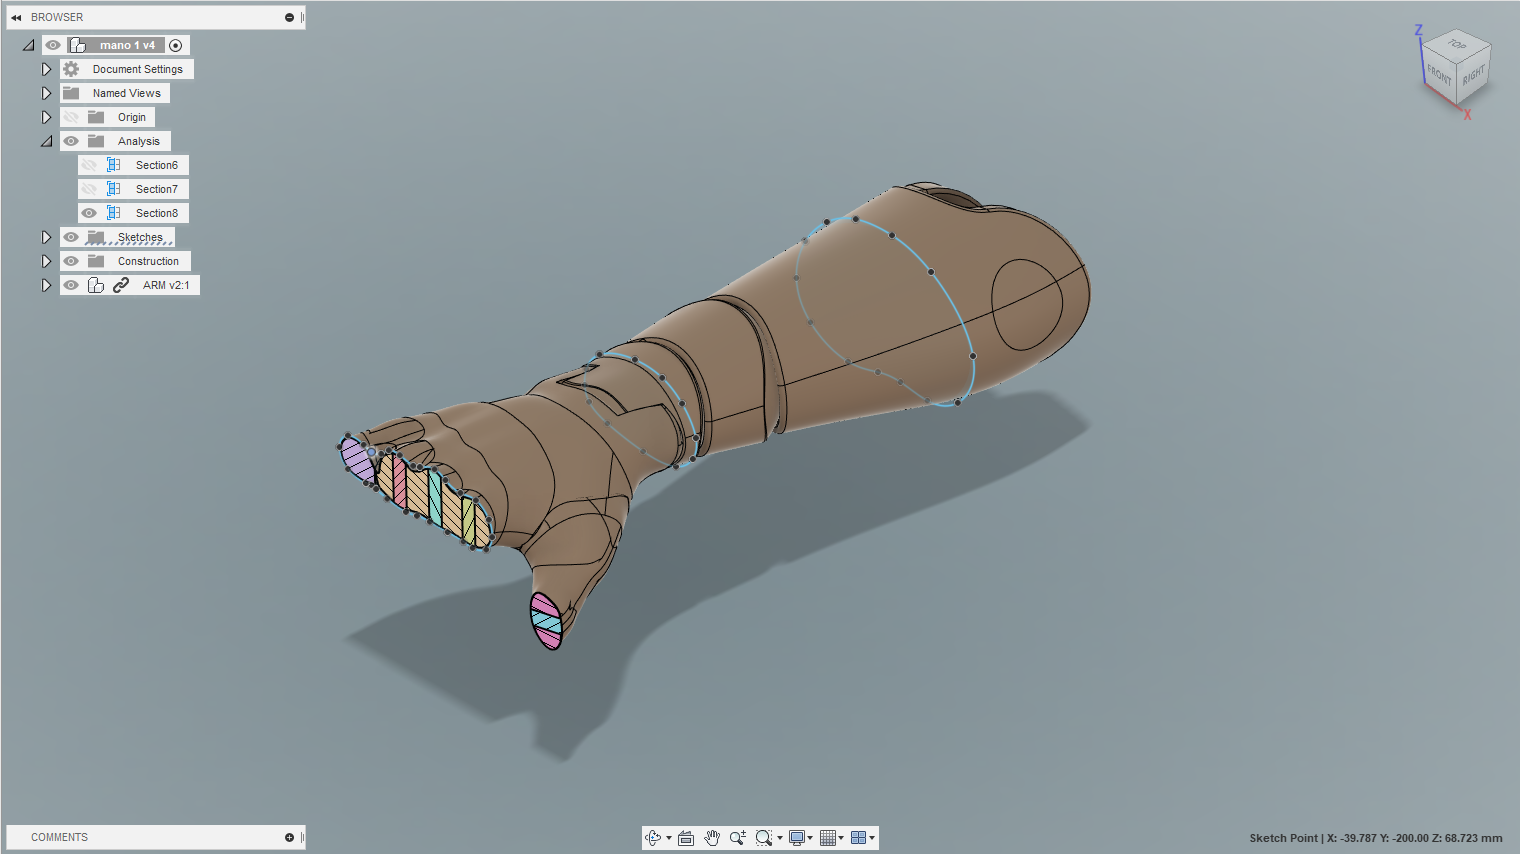 BROWSER
mano 1 v4
Document Settings
Named Views
Origin
Analysis
Section6
Section7
Section8
Sketches
Construction
ARM v2:1
Z
TOP
FRONT
RIGHT
X
COMMENTS
Sketch Point | X: -39.787 Y: -200.00 Z: 68.723 mm